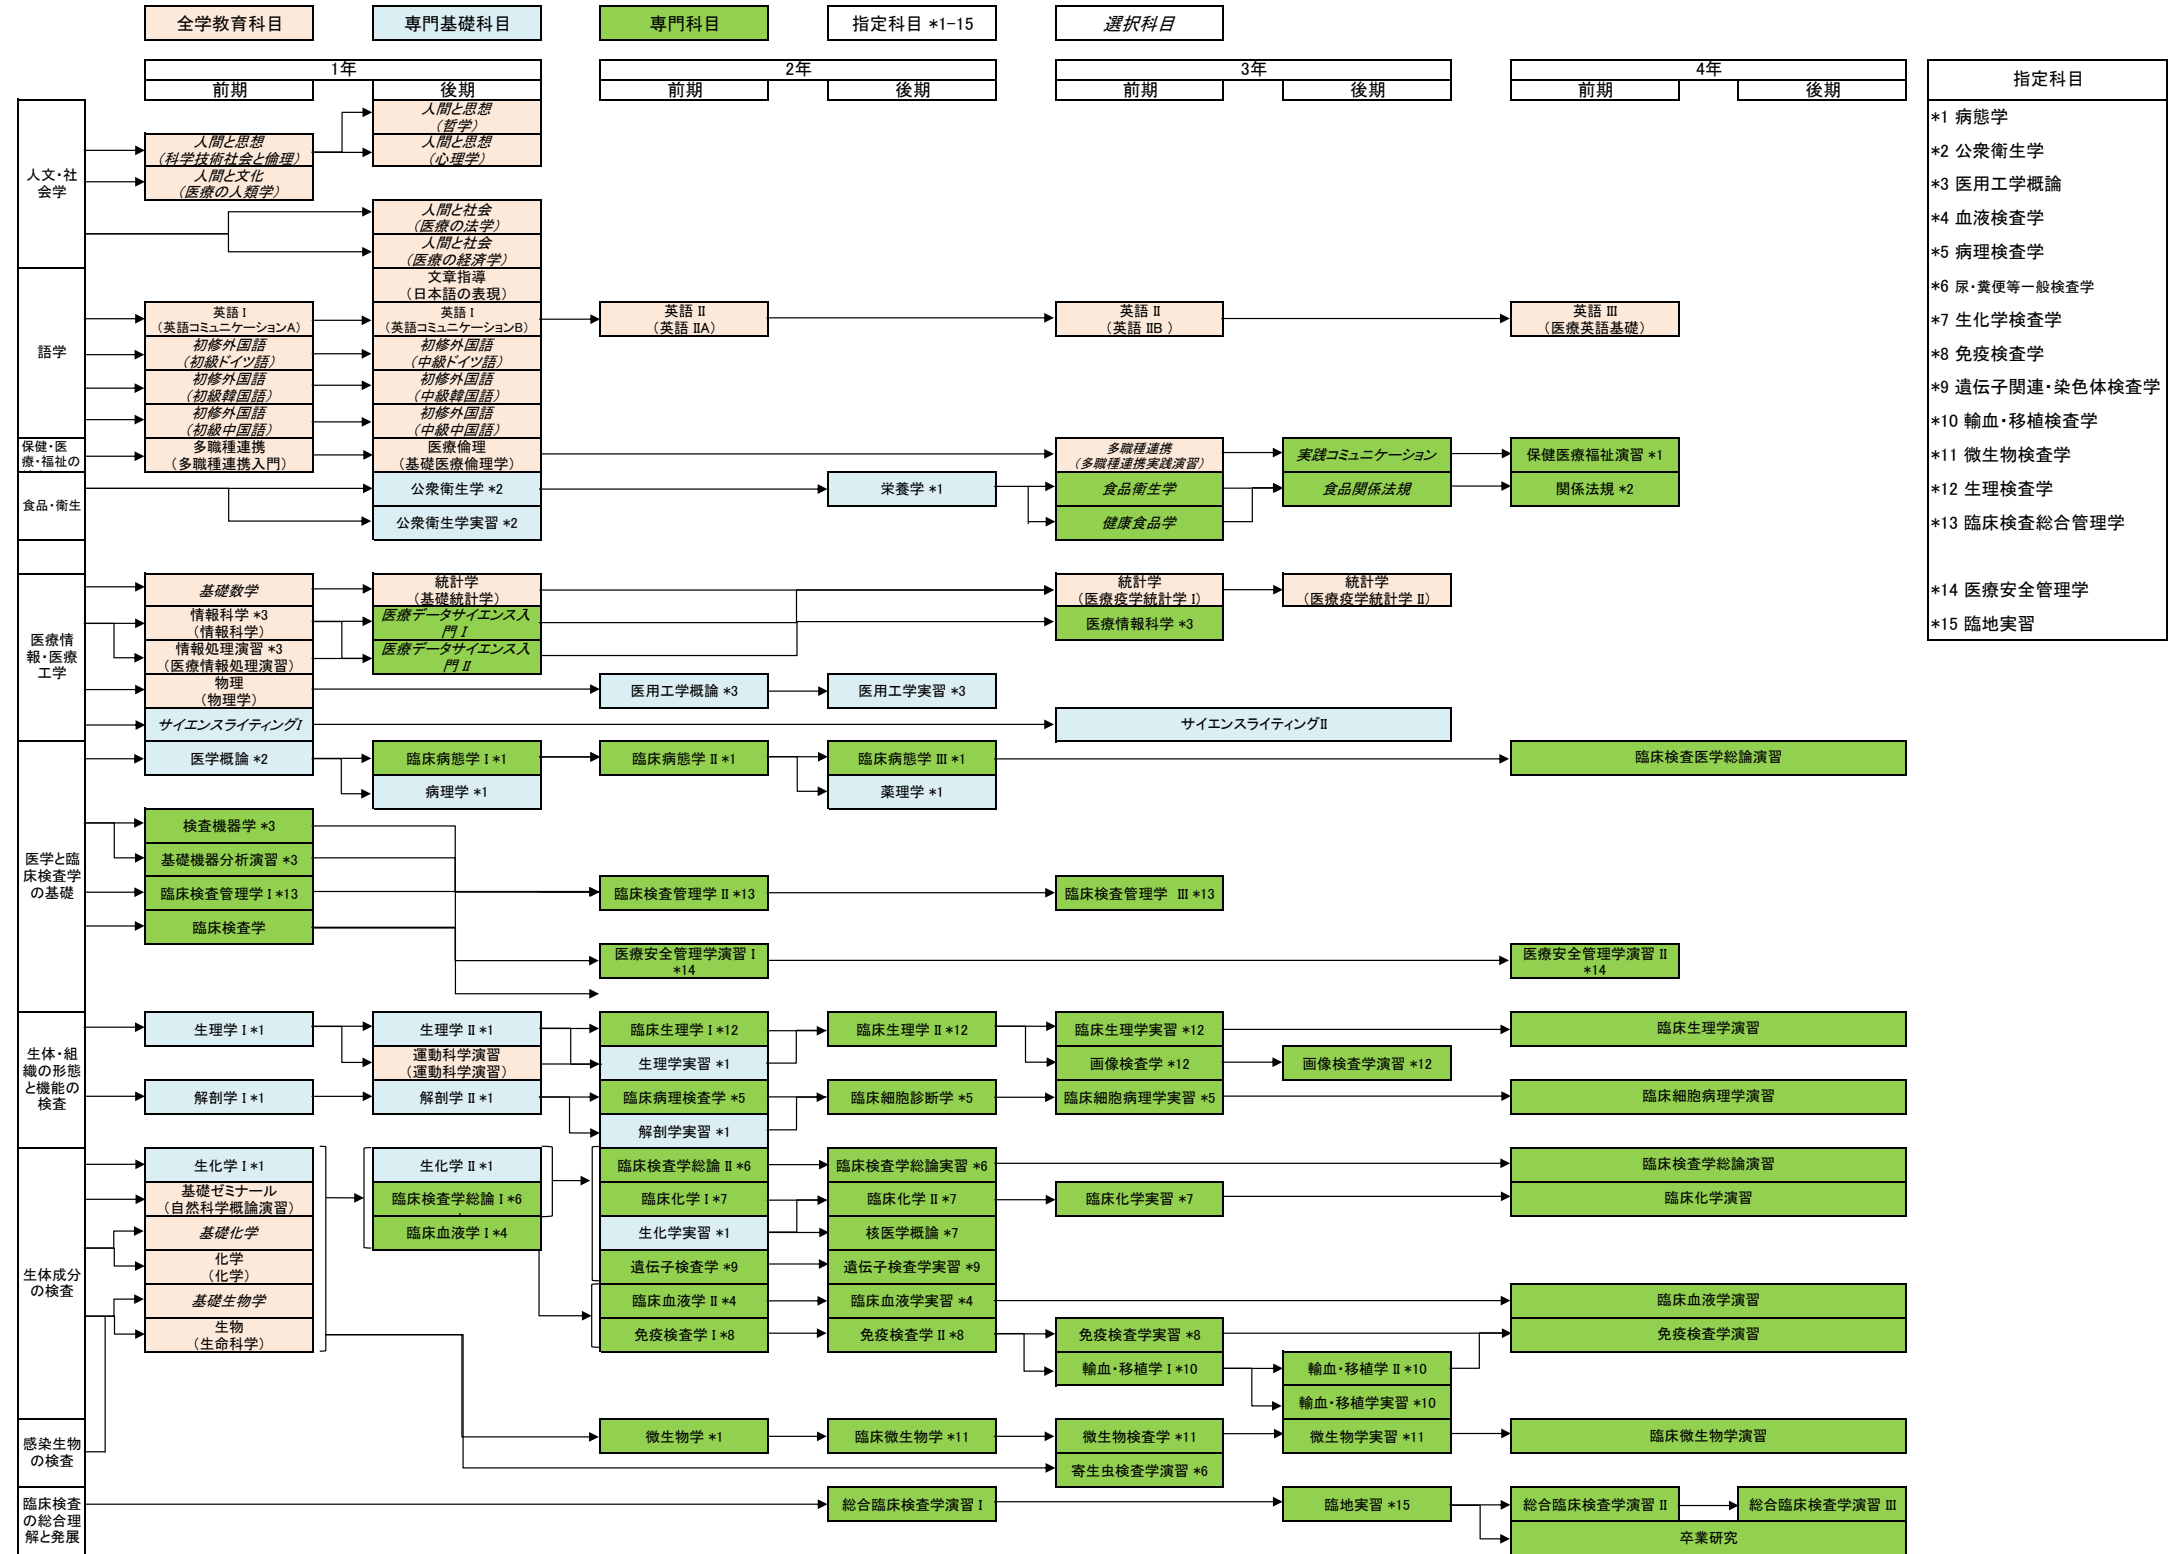 全学教育科目 専門基礎科目 専門科目 指定科目 *1-15 選択科目
1年 2年 3年 4年 指定科目
前期 後期 前期 後期 前期 後期 前期 後期
人文・社
会学
人間と思想
（哲学）
人間と思想
（科学技術社会と倫理）
人間と思想
（心理学）
人間と文化
（医療の人類学）
人間と社会
（医療の法学）
人間と社会
（医療の経済学）
語学
文章指導
（日本語の表現）
英語 I
（英語コミュニケーションA）
英語 I
（英語コミュニケーションB）
英語 II
（英語 IIA）
英語 II
（英語 IIB ）
英語 III
（医療英語基礎）
初修外国語
（初級ドイツ語）
初修外国語
（中級ドイツ語）
初修外国語
（初級韓国語）
初修外国語
（中級韓国語）
初修外国語
（初級中国語）
初修外国語
（中級中国語）
保健・医
療・福祉の
多職種連携
（多職種連携入門）
医療倫理
（基礎医療倫理学）
多職種連携
（多職種連携実践演習）
実践コミュニケーション
保健医療福祉演習 *1
食品・衛生
公衆衛生学 *2
栄養学 *1
食品衛生学
食品関係法規
関係法規 *2
公衆衛生学実習 *2
健康食品学
医療情
報・医療
工学
基礎数学
統計学
（基礎統計学）
統計学
（医療疫学統計学 I）
統計学
（医療疫学統計学 II）
情報科学 *3
（情報科学）
医療データサイエンス入
門 I
医療情報科学 *3
情報処理演習 *3
（医療情報処理演習）
医療データサイエンス入
門 II
物理
（物理学）
医用工学概論 *3
医用工学実習 *3
サイエンスライティングI
サイエンスライティングII
医学と臨
床検査学
の基礎
医学概論 *2
臨床病態学 I *1
臨床病態学 II *1
臨床病態学 III *1
臨床検査医学総論演習
病理学 *1
薬理学 *1
検査機器学 *3
基礎機器分析演習 *3
臨床検査管理学 I *13
臨床検査管理学 II *13
臨床検査管理学 III *13
臨床検査学
医療安全管理学演習 I
*14
医療安全管理学演習 II
*14
生体・組
織の形態
と機能の
検査
生理学 I *1
生理学 II *1
臨床生理学 I *12
臨床生理学 II *12
臨床生理学実習 *12
臨床生理学演習
運動科学演習
（運動科学演習）
生理学実習 *1
画像検査学 *12
画像検査学演習 *12
解剖学 I *1
解剖学 II *1
臨床病理検査学 *5
臨床細胞診断学 *5
臨床細胞病理学実習 *5
臨床細胞病理学演習
解剖学実習 *1
生体成分
の検査
生化学 I *1
生化学 II *1
臨床検査学総論 II *6
臨床検査学総論実習 *6
臨床検査学総論演習
基礎ゼミナール
（自然科学概論演習）
臨床検査学総論 I *6
臨床化学 I *7
臨床化学 II *7
臨床化学実習 *7
臨床化学演習
基礎化学
臨床血液学 I *4
生化学実習 *1
核医学概論 *7
化学
（化学）
遺伝子検査学 *9
遺伝子検査学実習 *9
基礎生物学
臨床血液学 II *4
臨床血液学実習 *4
臨床血液学演習
生物
（生命科学）
免疫検査学 I *8
免疫検査学 II *8
免疫検査学実習 *8
免疫検査学演習
輸血・移植学 I *10
輸血・移植学 II *10
輸血・移植学実習 *10
感染生物
の検査
微生物学 *1
臨床微生物学 *11
微生物検査学 *11
微生物学実習 *11
臨床微生物学演習
寄生虫検査学演習 *6
臨床検査
の総合理
解と発展
総合臨床検査学演習 I
臨地実習 *15
総合臨床検査学演習 II
総合臨床検査学演習 III
卒業研究
*1 病態学
*2 公衆衛生学
*3 医用工学概論
*4 血液検査学
*5 病理検査学
*6 尿・糞便等一般検査学
*7 生化学検査学
*8 免疫検査学
*9 遺伝子関連・染色体検査学
*10 輸血・移植検査学
*11 微生物検査学
*12 生理検査学
*13 臨床検査総合管理学
*14 医療安全管理学
*15 臨地実習